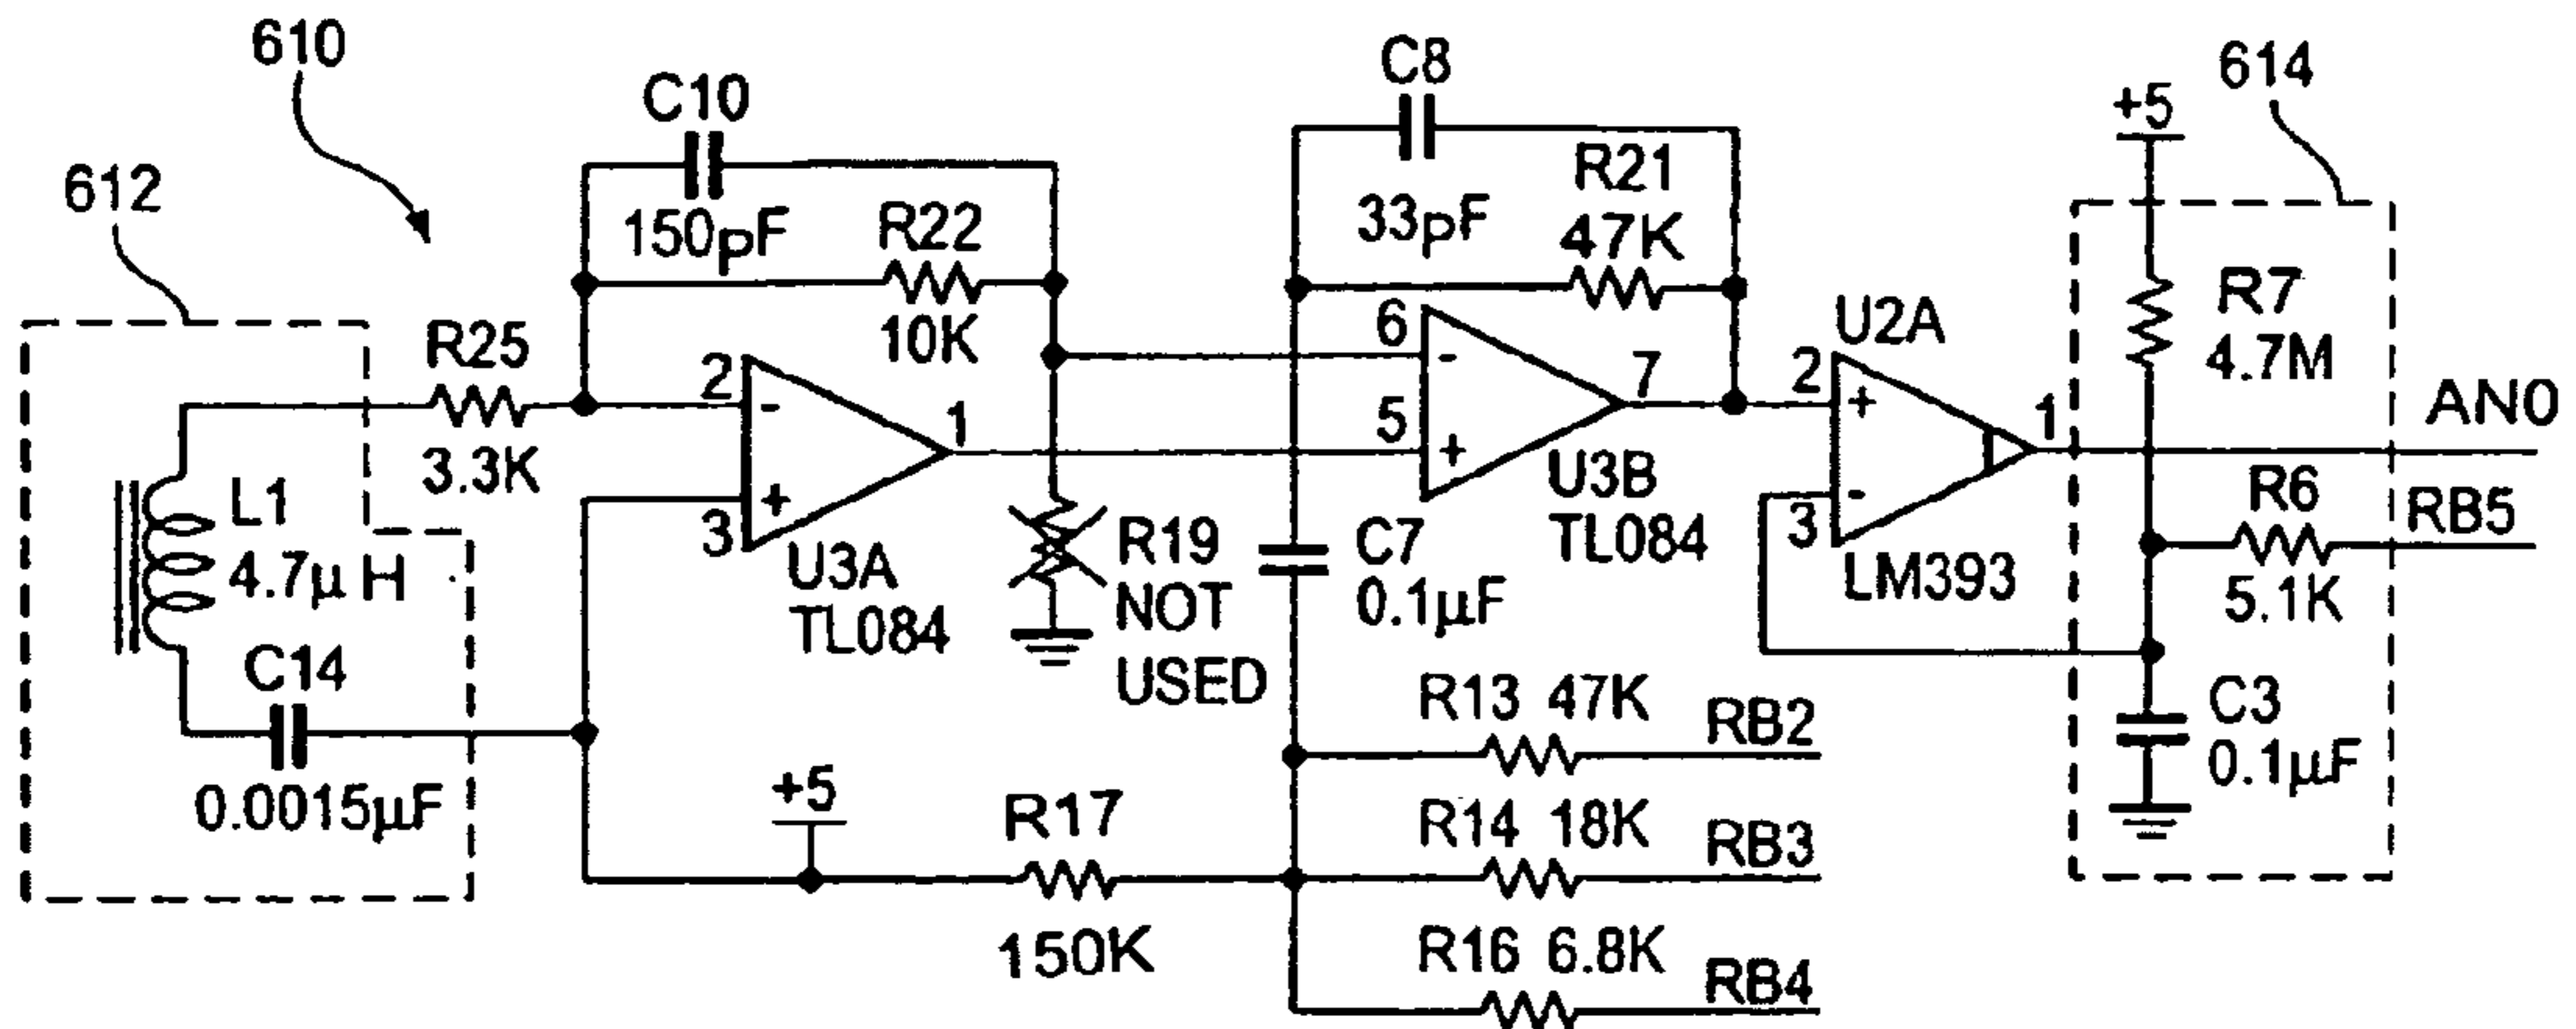 610
612
C10
150pF
R22
10K
R25
3.3K
L1
4.7µH
C14
0.0015µF
2
-
3
+
1
U3A
TL084
R19
NOT
USED
C8
33pF
R21
47K
6
-
5
+
7
U3B
TL084
C7
0.1µF
+5
R17
150K
R13 47K
RB2
R14 18K
RB3
R16 6.8K
RB4
U2A
2
+
3
-
1
LM393
614
+5
R7
4.7M
AN0
R6
5.1K
RB5
C3
0.1µF